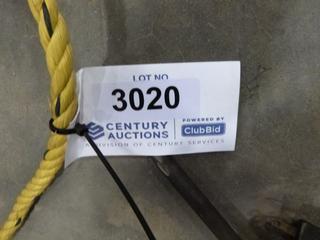 LOT NO
3020
CENTURY AUCTIONS
POWERED BY
ClubBid
A DIVISION OF CENTURY SERVICES